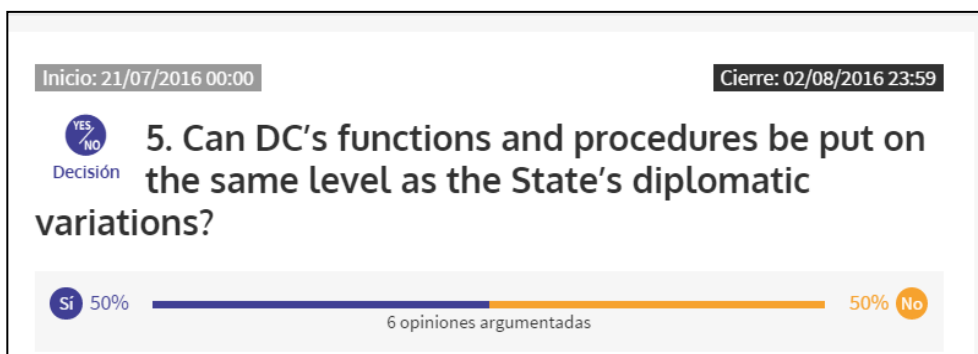 Inicio: 21/07/2016 00:00
Cierre: 02/08/2016 23:59
YES/NO
Decisión
5. Can DC’s functions and procedures be put on
the same level as the State’s diplomatic
variations?
Sí 50%
50% No
6 opiniones argumentadas